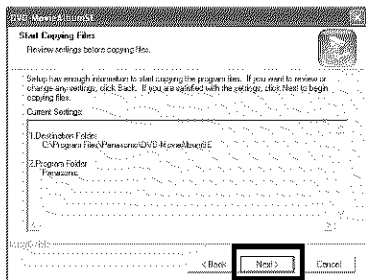 DVD-MovieAlbumSE
Start Copying Files
Review settings before copying files.
Setup has enough information to start copying the program files. If you want to review or
change any settings, click Back. If you are satisfied with the settings, click Next to begin
copying files.
Current Settings:
1.Destination Folder
C:\Program Files\Panasonic\DVD-MovieAlbumSE
2.Program Folder
Panasonic
< Back
Next >
Cancel